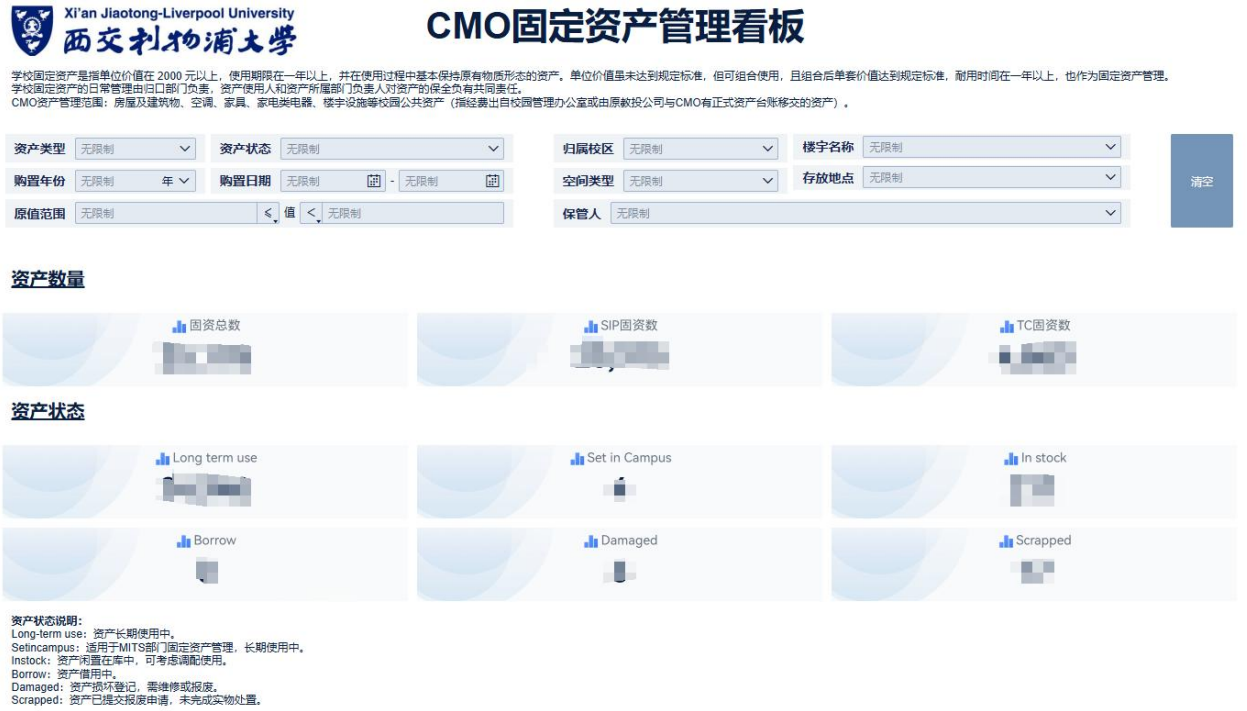 Xi'an Jiaotong-Liverpool University
西交利物浦大学
CMO固定资产管理看板
学校固定资产是指单位价值在 2000 元以上，使用期限在一年以上，并在使用过程中基本保持原有物质形态的资产。单位价值虽未达到规定标准，但可组合使用，且组合后单套价值达到规定标准，耐用时间在一年以上，也作为固定资产管理。
学校固定资产的日常管理由归口部门负责，资产使用人和资产所属部门负责人对资产的保全负有共同责任。
CMO资产管理范围：房屋及建筑物、空调、家具、家电类电器、楼宇设施等校园公共资产（指经费出自校园管理办公室或由原教投公司与CMO有正式资产台账移交的资产）.
资产类型 无限制 资产状态 无限制 归属校区 无限制 楼宇名称 无限制
购置年份 无限制 年 购置日期 无限制 - 无限制 空间类型 无限制 存放地点 无限制
清空
原值范围 无限制 ≤ 值 < 无限制 保管人 无限制
资产数量
固资总数 SIP固资数 TC固资数
资产状态
Long term use Set in Campus In stock
Borrow Damaged Scrapped
资产状态说明：
Long-term use：资产长期使用中。
Setincampus：适用于MITS部门固定资产管理，长期使用中。
Instock：资产闲置在库中，可考虑调配使用。
Borrow：资产借用中。
Damaged：资产损坏登记，需维修或报废。
Scrapped：资产已提交报废申请，未完成实物处置。